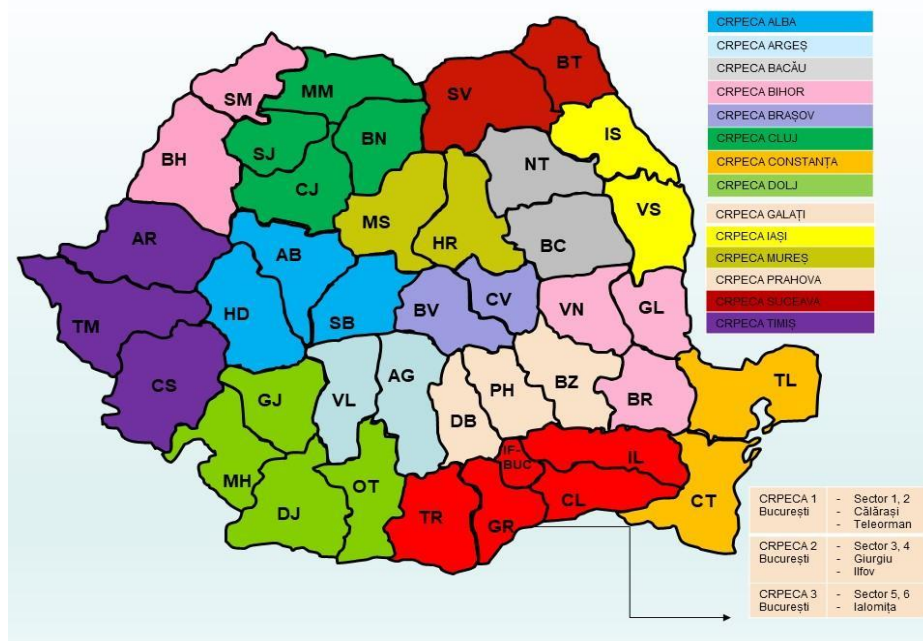 CRPECA ALBA
CRPECA ARGEȘ
CRPECA BACĂU
CRPECA BIHOR
CRPECA BRAȘOV
CRPECA CLUJ
CRPECA CONSTANȚA
CRPECA DOLJ
CRPECA GALAȚI
CRPECA IAȘI
CRPECA MUREȘ
CRPECA PRAHOVA
CRPECA SUCEAVA
CRPECA TIMIȘ
BT
SV
MM
SM
IS
BN
SJ
NT
BH
CJ
VS
MS
AR
HR
BC
AB
CV
BV
VN
GL
HD
SB
TM
AG
BZ
TL
CS
GJ
VL
PH
BR
DB
IF-
BUC
IL
MH
OT
CL
CT
DJ
TR
GR
CRPECA 1 - Sector 1, 2
București - Călărași
- Teleorman
CRPECA 2 - Sector 3, 4
București - Giurgiu
- Ilfov
CRPECA 3 - Sector 5, 6
București - Ialomița